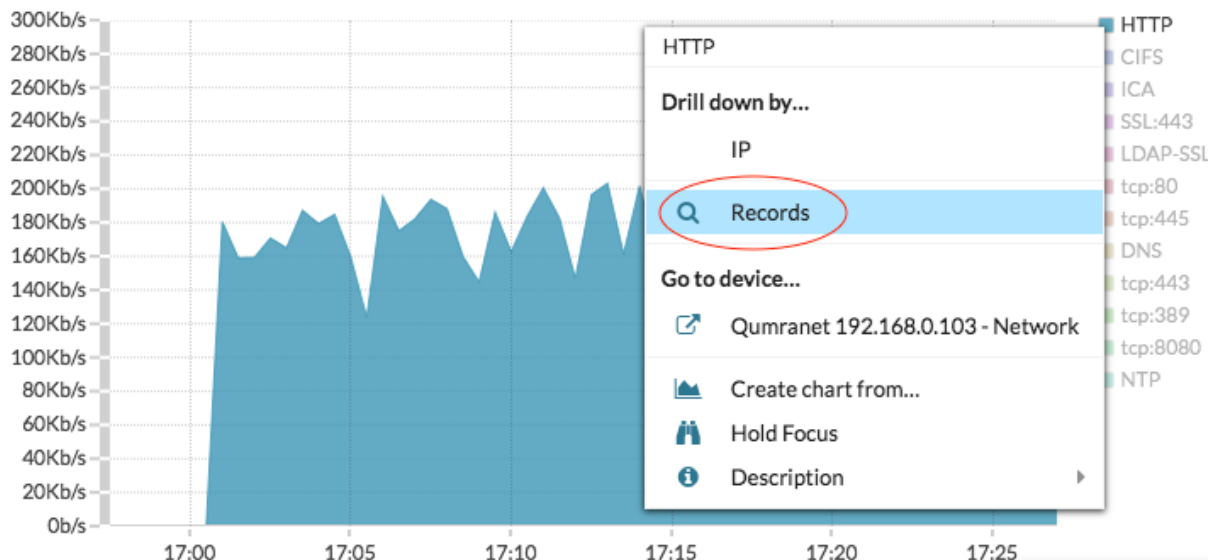 300Kb/s
280Kb/s
260Kb/s
240Kb/s
220Kb/s
200Kb/s
180Kb/s
160Kb/s
140Kb/s
120Kb/s
100Kb/s
80Kb/s
60Kb/s
40Kb/s
20Kb/s
0b/s
17:00
17:05
17:10
17:15
17:20
17:25
HTTP
Drill down by...
IP
Records
Go to device...
Qumranet 192.168.0.103 - Network
Create chart from...
Hold Focus
Description
HTTP
CIFS
ICA
SSL:443
LDAP-SSL
tcp:80
tcp:445
DNS
tcp:443
tcp:389
tcp:8080
NTP